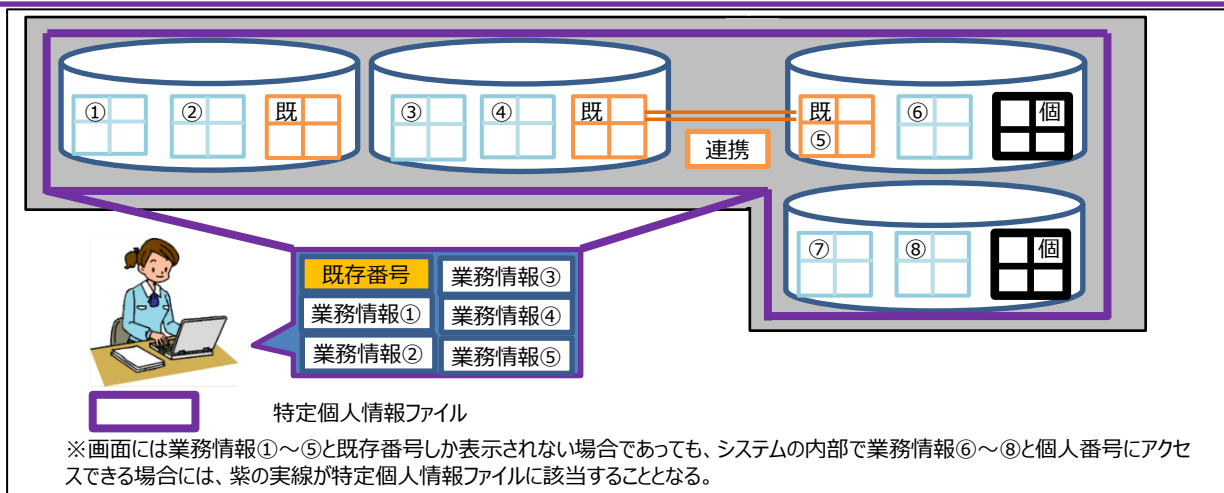 ① ② 既 ③ ④ 既 既 ⑥ 個
連携 ⑤
⑦ ⑧ 個
既存番号 業務情報③
業務情報① 業務情報④
業務情報② 業務情報⑤
特定個人情報ファイル
※画面には業務情報①～⑤と既存番号しか表示されない場合であっても、システムの内部で業務情報⑥～⑧と個人番号にアクセ
スできる場合には、紫の実線が特定個人情報ファイルに該当することとなる。